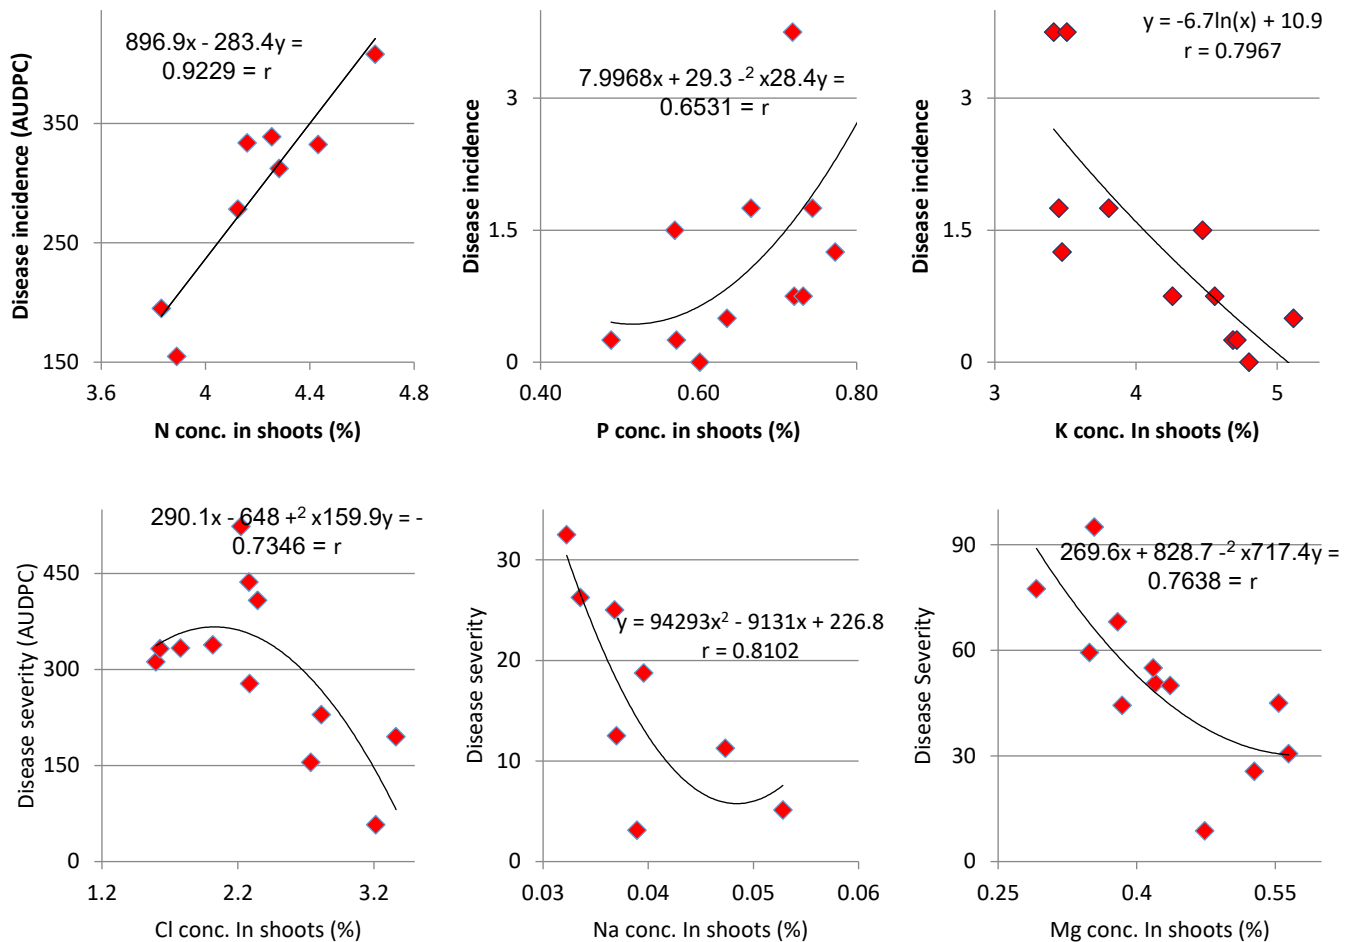 Disease incidence (AUDPC)
896.9x - 283.4y =
0.9229 = r
350
250
150
3.6
4
4.4
4.8
N conc. in shoots (%)
Disease incidence
7.9968x + 29.3 -² x28.4y =
0.6531 = r
3
1.5
0
0.40
0.60
0.80
P conc. in shoots (%)
Disease incidence
y = -6.7ln(x) + 10.9
r = 0.7967
3
1.5
0
3
4
5
K conc. In shoots (%)
Disease severity (AUDPC)
290.1x - 648 +² x159.9y = -
0.7346 = r
450
300
150
0
1.2
2.2
3.2
Cl conc. In shoots (%)
Disease severity
y = 94293x² - 9131x + 226.8
r = 0.8102
30
20
10
0
0.03
0.04
0.05
0.06
Na conc. In shoots (%)
Disease Severity
269.6x + 828.7 -² x717.4y =
0.7638 = r
90
60
30
0
0.25
0.4
0.55
Mg conc. In shoots (%)